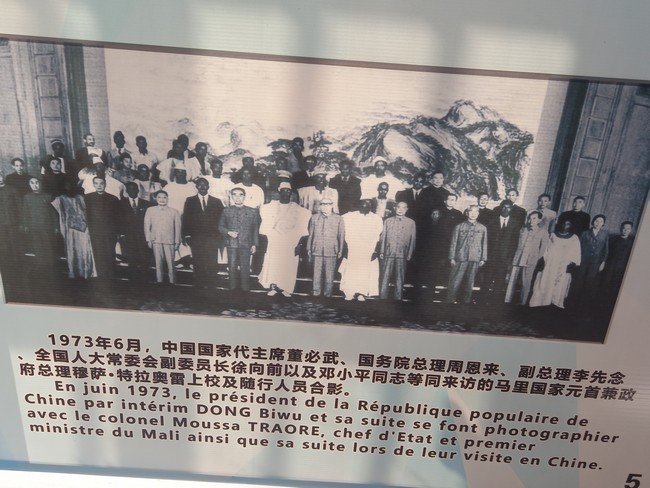 1973年6月，中国国家代主席董必武、国务院总理周恩来、副总理李先念
、全国人大常委会副委员长徐向前以及邓小平同志等同来访的马里国家元首兼政
府总理穆萨·特拉奥雷上校及随行人员合影。
En juin 1973, le président de la République populaire de
Chine par intérim DONG Biwu et sa suite se font photographier
avec le colonel Moussa TRAORE, chef d'Etat et premier
ministre du Mali ainsi que sa suite lors de leur visite en Chine.
5